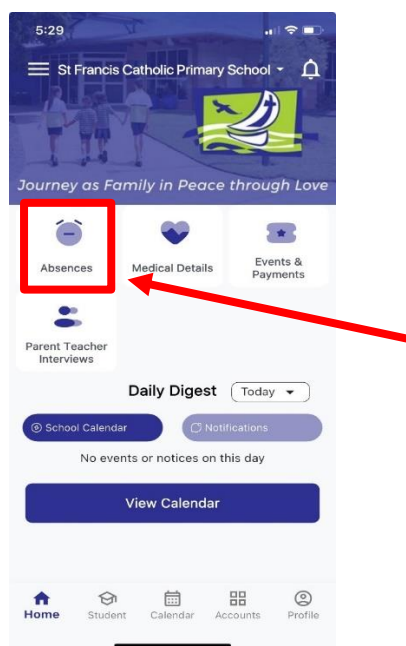 5:29
St Francis Catholic Primary School
Journey as Family in Peace through Love
Absences
Medical Details
Events &
Payments
Parent Teacher
Interviews
Daily Digest
Today
School Calendar
Notifications
No events or notices on this day
View Calendar
Home
Student
Calendar
Accounts
Profile